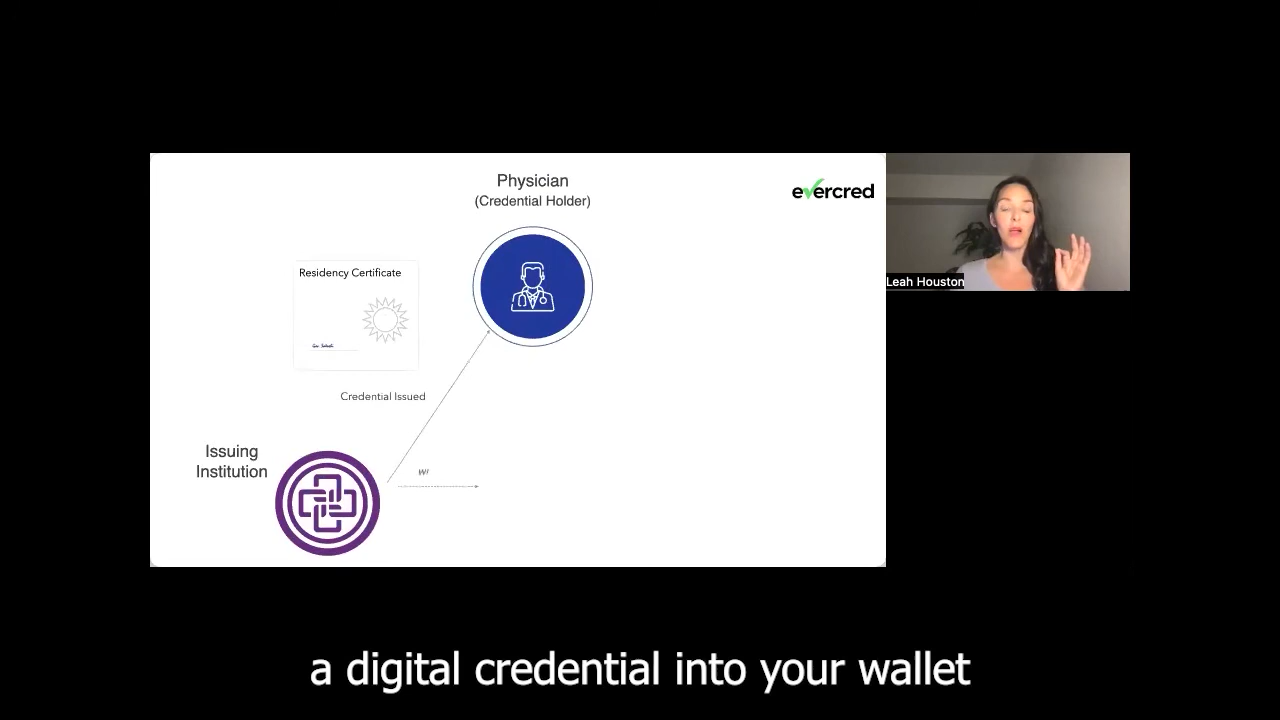 Physician
(Credential Holder)
evercred
Residency Certificate
Leah Houston
Credential Issued
Issuing
Institution
a digital credential into your wallet